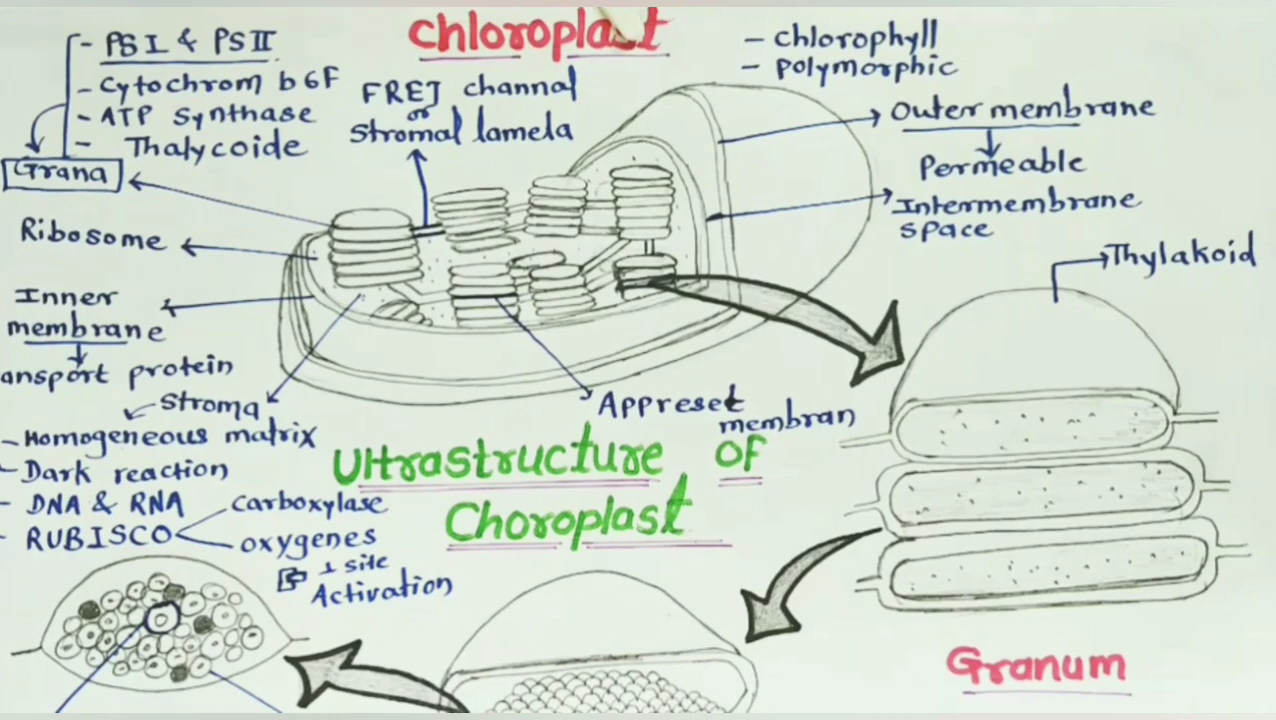 Chloroplast
- PS I & PS II
- Cytochrom b6F
- ATP Synthase
- Thalycoide
Grana
FRET channal
or
Stromal lamela
- chlorophyll
- polymorphic
Outer membrane
Permeable
Intermembrane
space
Thylakoid
Ribosome
Inner
membrane
ansport protein
Stroma
- Homogeneous matrix
- Dark reaction
- DNA & RNA
- RUBISCO
carboxylase
oxygenes
1 site
Activation
Appreset
membran
Ultrastructure OF
Choroplast
Granum